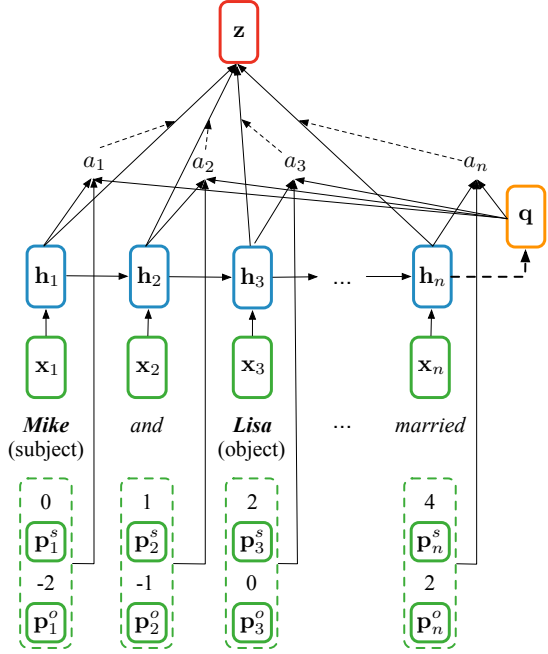 z
a₁ a₂ a₃ aₙ
q
h₁ h₂ h₃ ... hₙ
x₁ x₂ x₃ xₙ
Mike and Lisa ... married
(subject) (object)
0 1 2 4
p₁ˢ p₂ˢ p₃ˢ pₙˢ
-2 -1 0 2
p₁ᵒ p₂ᵒ p₃ᵒ pₙᵒ